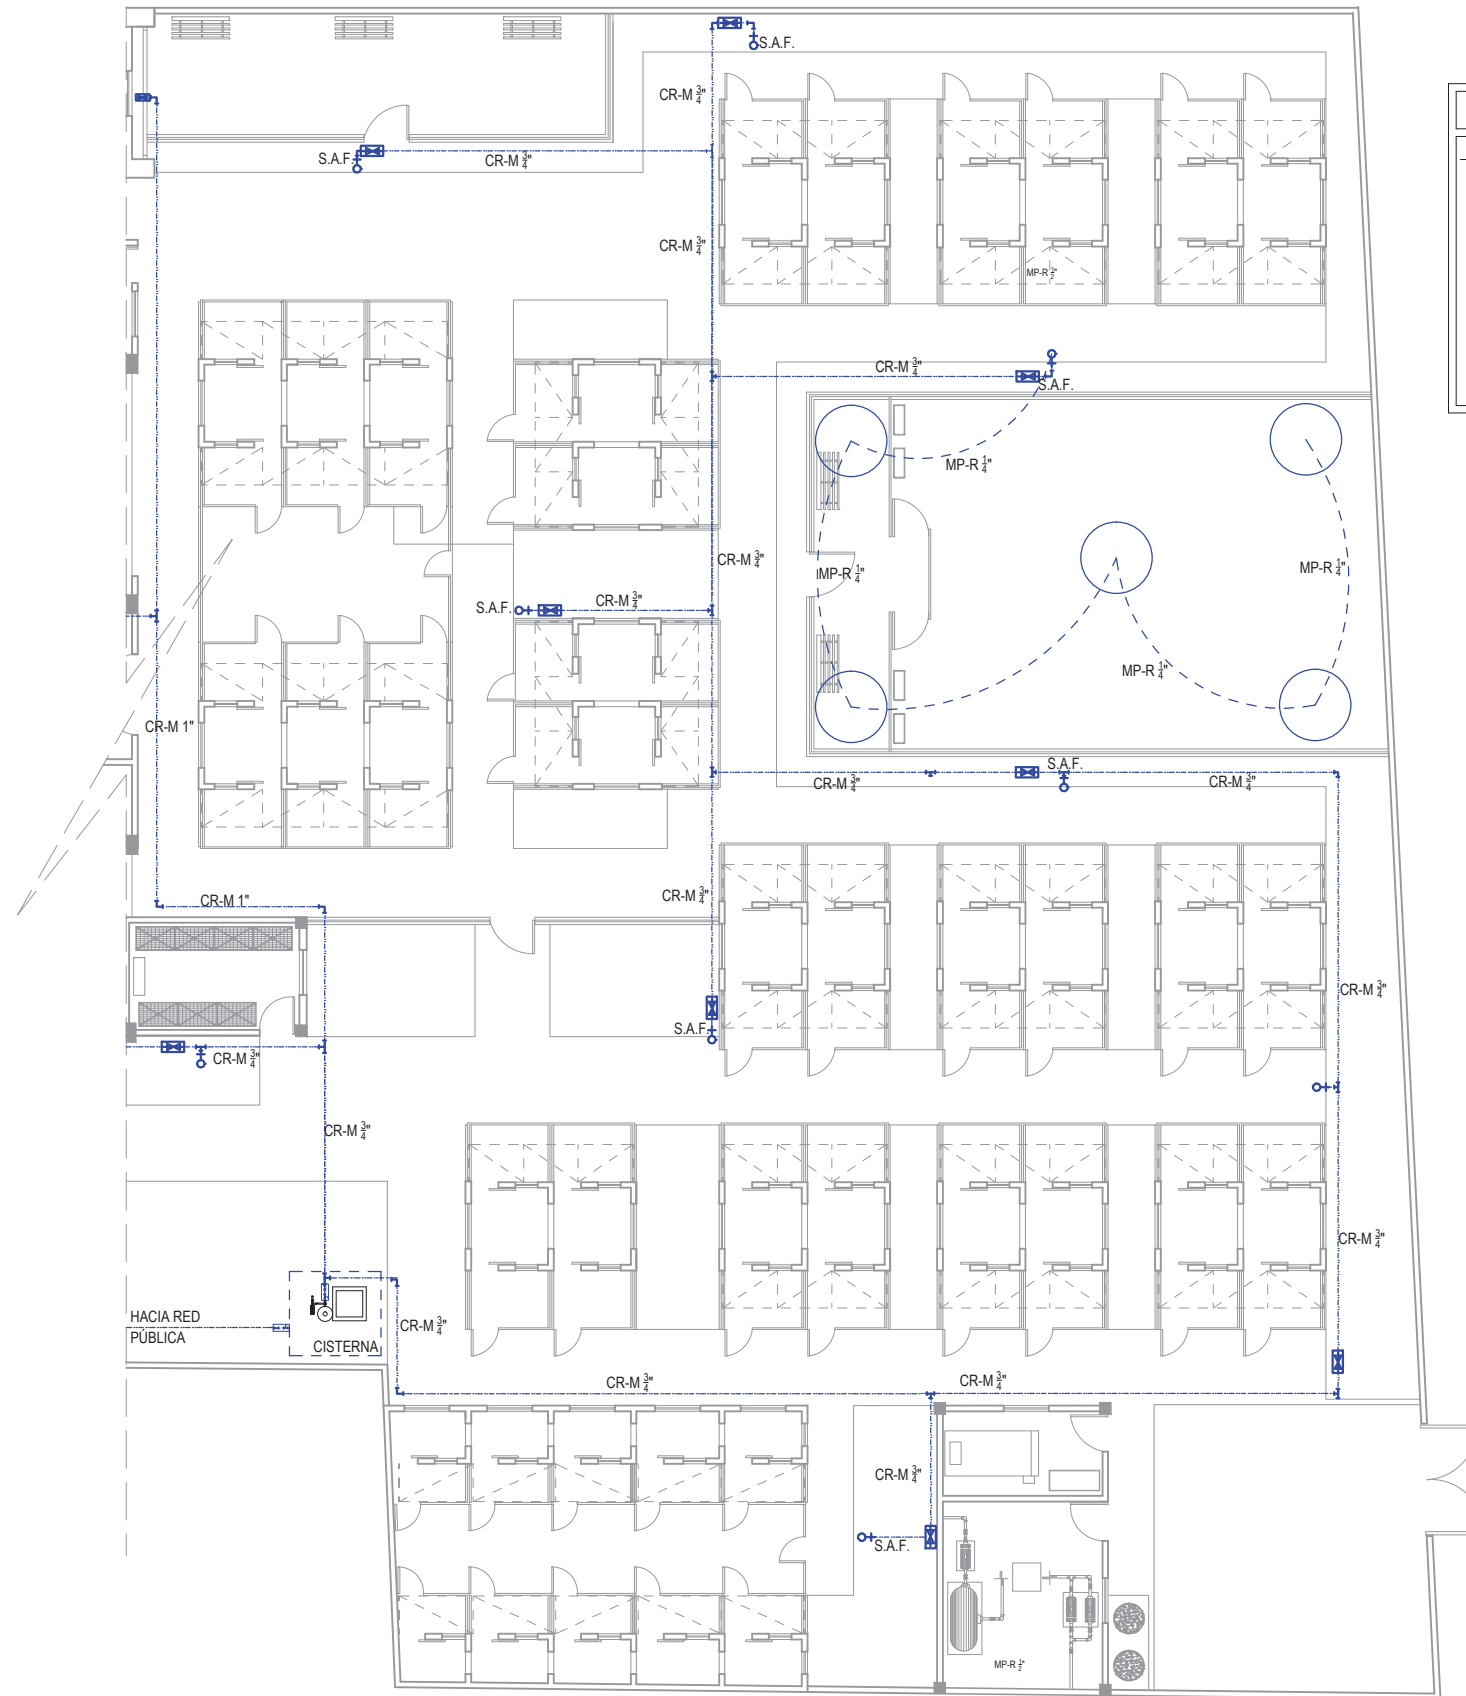 S.A.F.
CR-M 3/4"
S.A.F.
CR-M 3/4"
CR-M 3/4"
MP-R 1/2"
CR-M 3/4"
S.A.F.
MP-R 1/4"
CR-M 3/4"
MP-R 1/4"
MP-R 1/4"
S.A.F.
CR-M 3/4"
MP-R 1/4"
CR-M 1"
S.A.F.
CR-M 3/4"
CR-M 3/4"
CR-M 1"
CR-M 3/4"
CR-M 3/4"
S.A.F.
CR-M 3/4"
CR-M 3/4"
CR-M 3/4"
HACIA RED
PÚBLICA
CISTERNA
CR-M 3/4"
CR-M 3/4"
CR-M 3/4"
CR-M 3/4"
S.A.F.
MP-R 1/2"